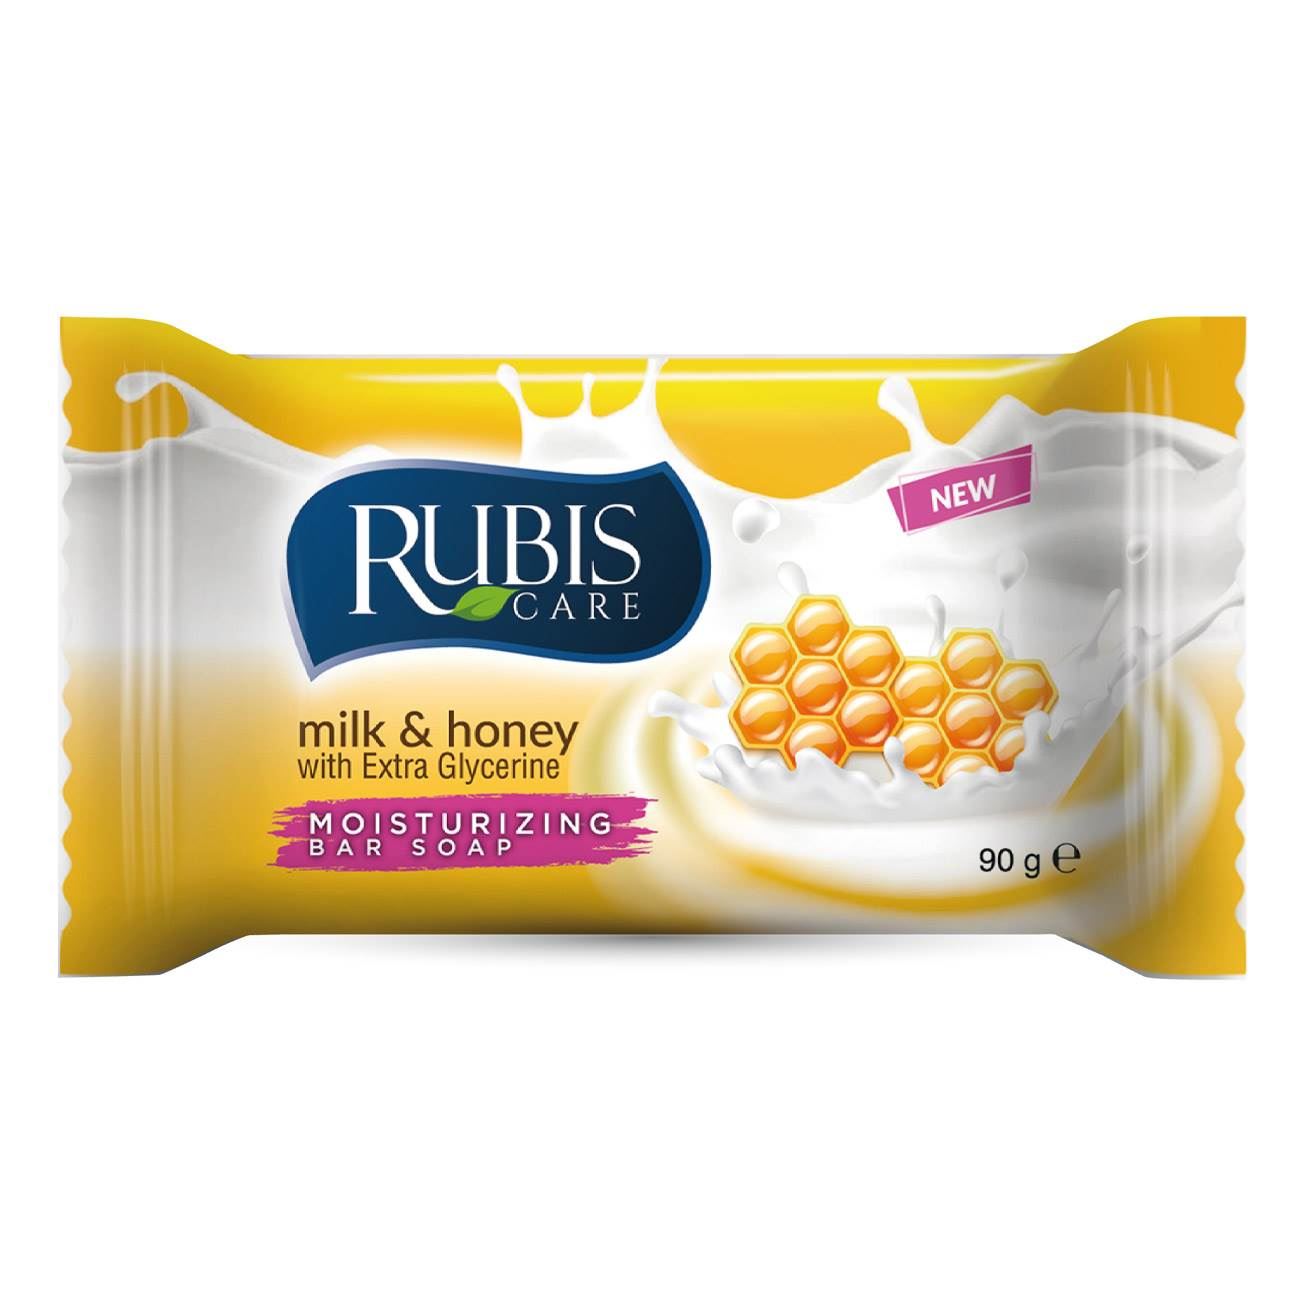 RUBIS
CARE
NEW
milk & honey
with Extra Glycerine
MOISTURIZING
BAR SOAP
90 g ℮